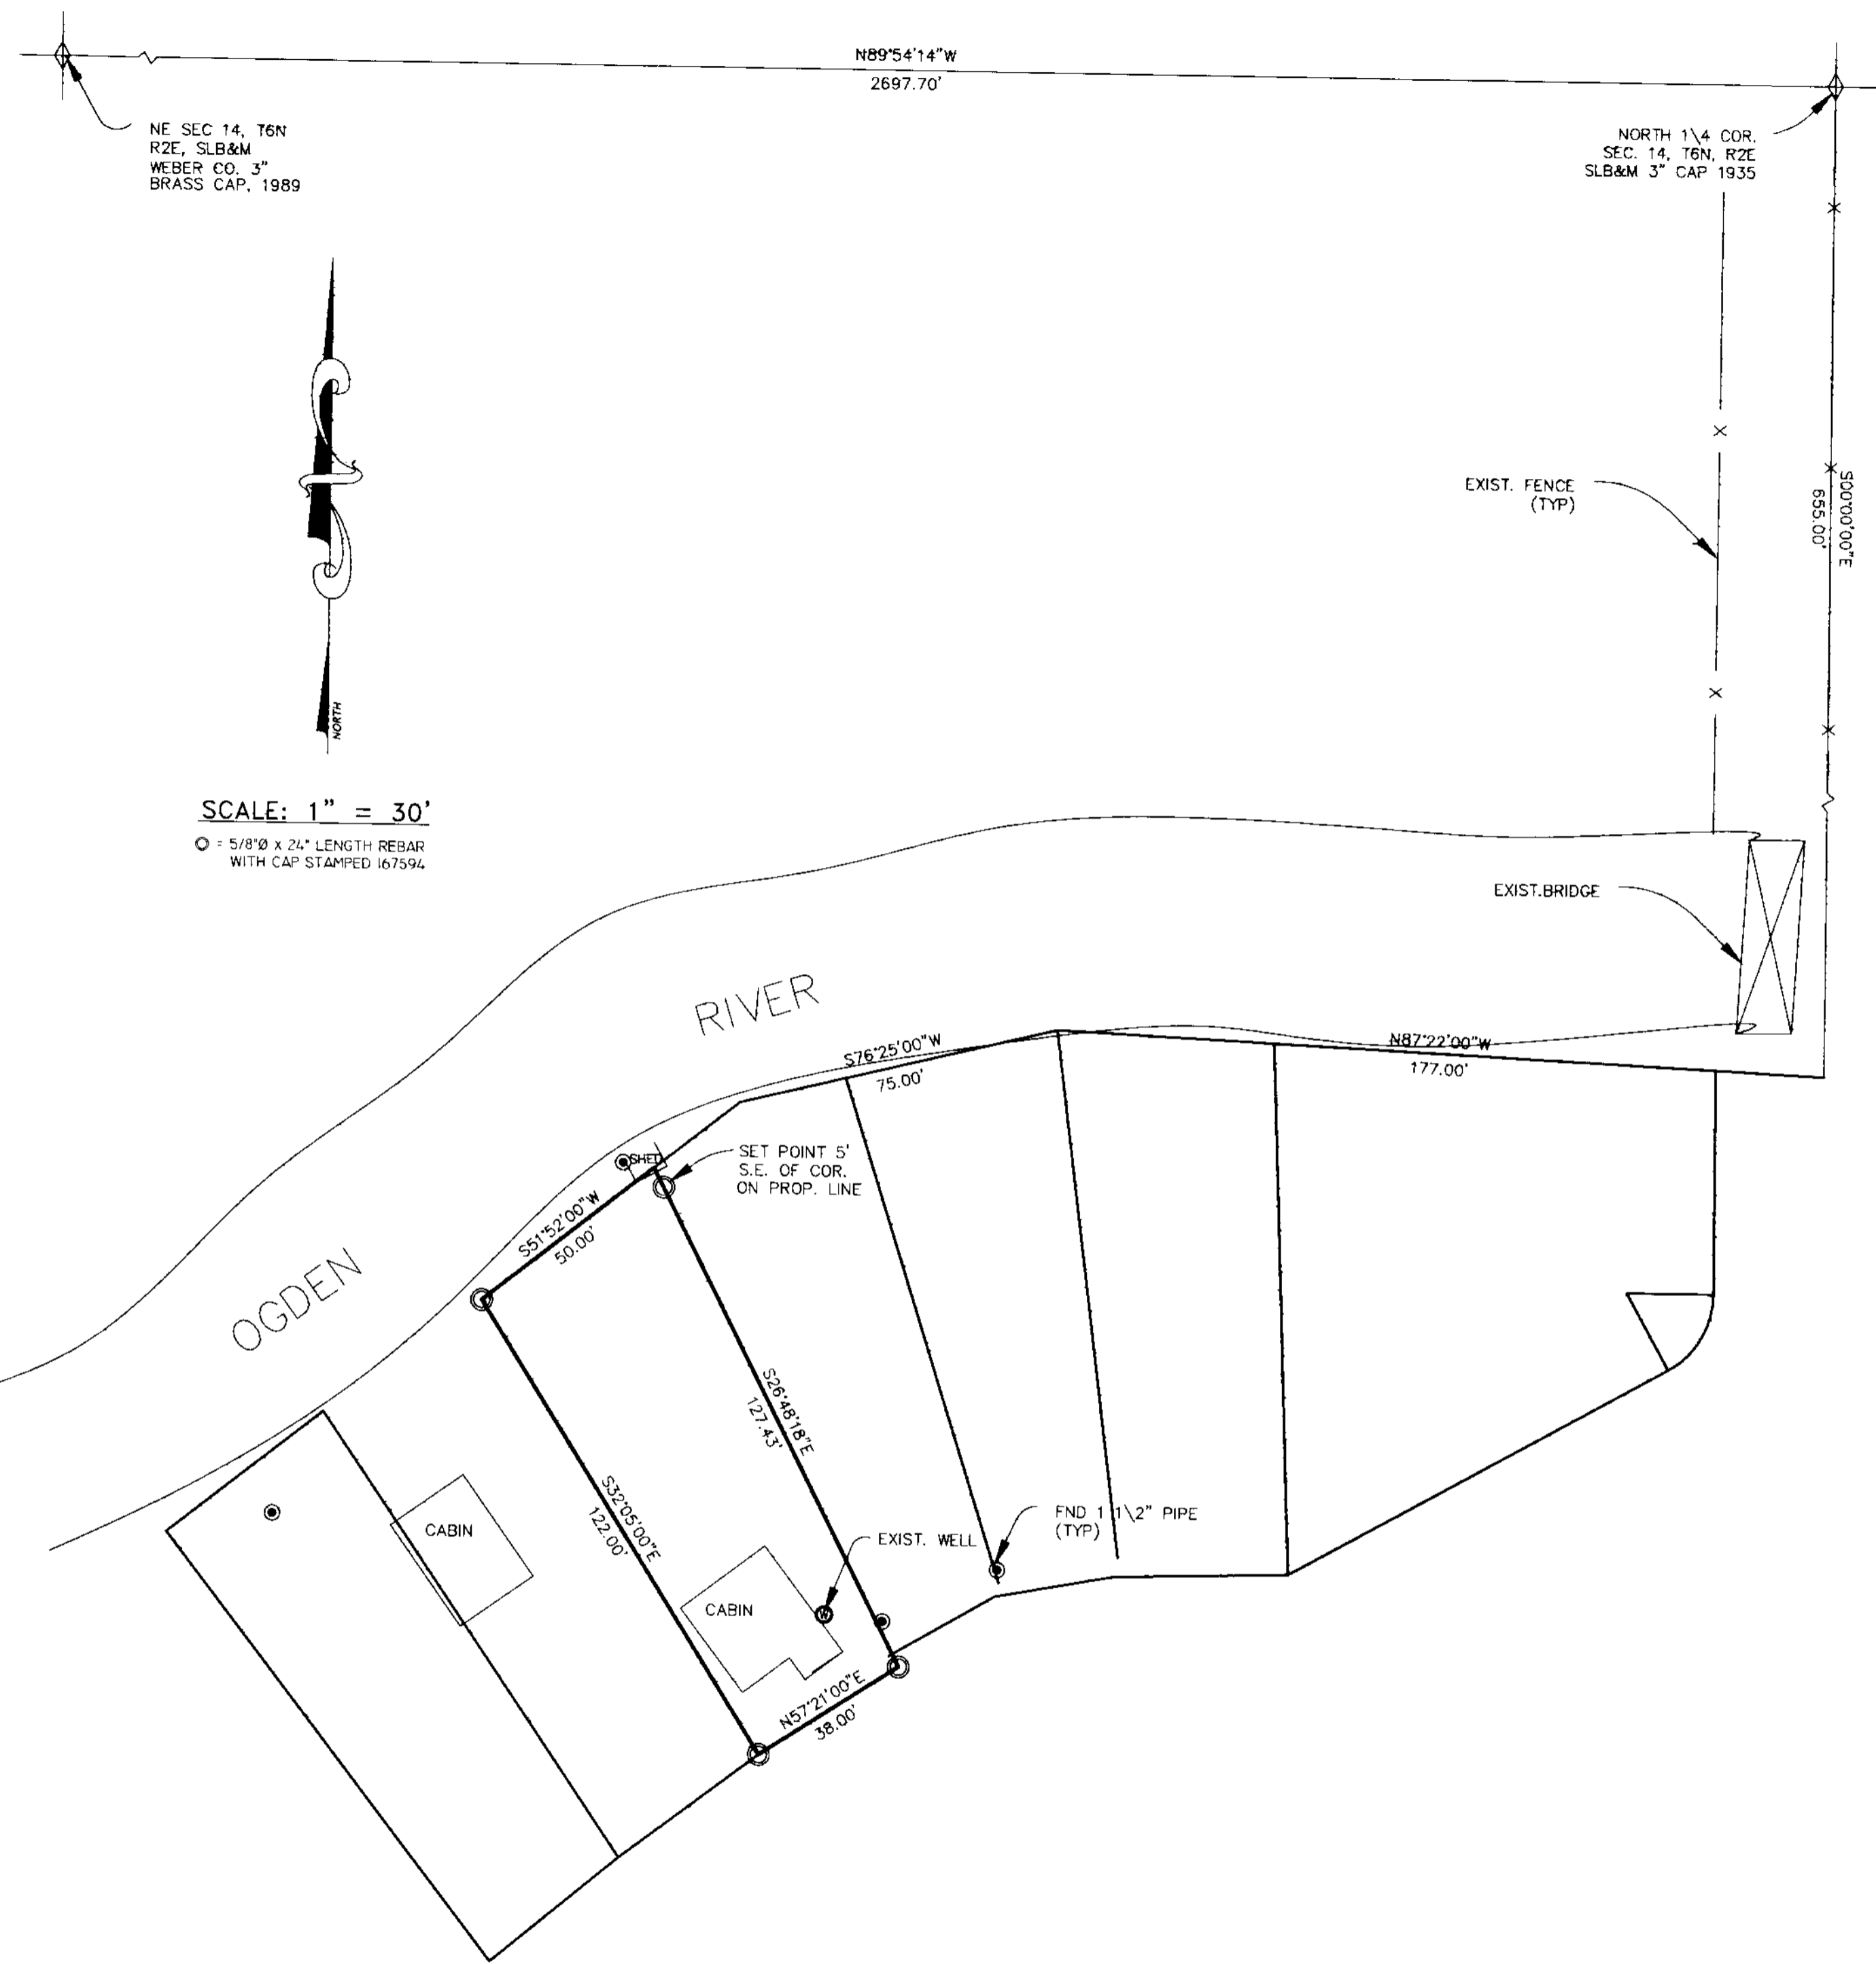 N89°54'14"W
2697.70'
NE SEC 14, T6N
R2E, SLB&M
WEBER CO. 3"
BRASS CAP, 1989
NORTH 1\4 COR.
SEC. 14, T6N, R2E
SLB&M 3" CAP 1935
EXIST. FENCE
(TYP)
S00°00'00"E
655.00'
NORTH
SCALE: 1" = 30'
= 5/8"Ø x 24" LENGTH REBAR
WITH CAP STAMPED 167594
EXIST.BRIDGE
RIVER
S76°25'00"W
75.00'
N87°22'00"W
177.00'
SHED
SET POINT 5'
S.E. OF COR.
ON PROP. LINE
S51°52'00"W
50.00'
OGDEN
S26°48'18"E
127.43'
S32°05'00"E
122.00'
CABIN
FND 1 1\2" PIPE
(TYP)
EXIST. WELL
CABIN
W
N57°21'00"E
38.00'